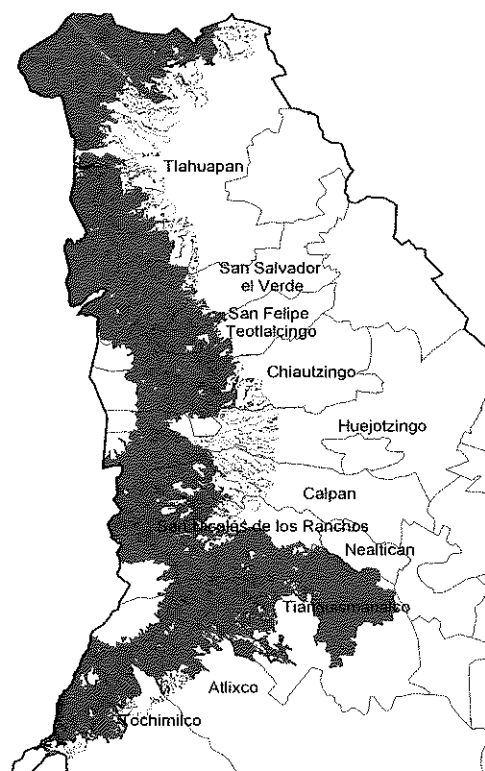 Tlahuapan
San Salvador
el Verde
San Felipe
Teotlalcingo
Chiautzingo
Huejotzingo
Calpan
San Nicolás de los Ranchos
Nealtican
Tianguismanalco
Atlixco
Tochimilco